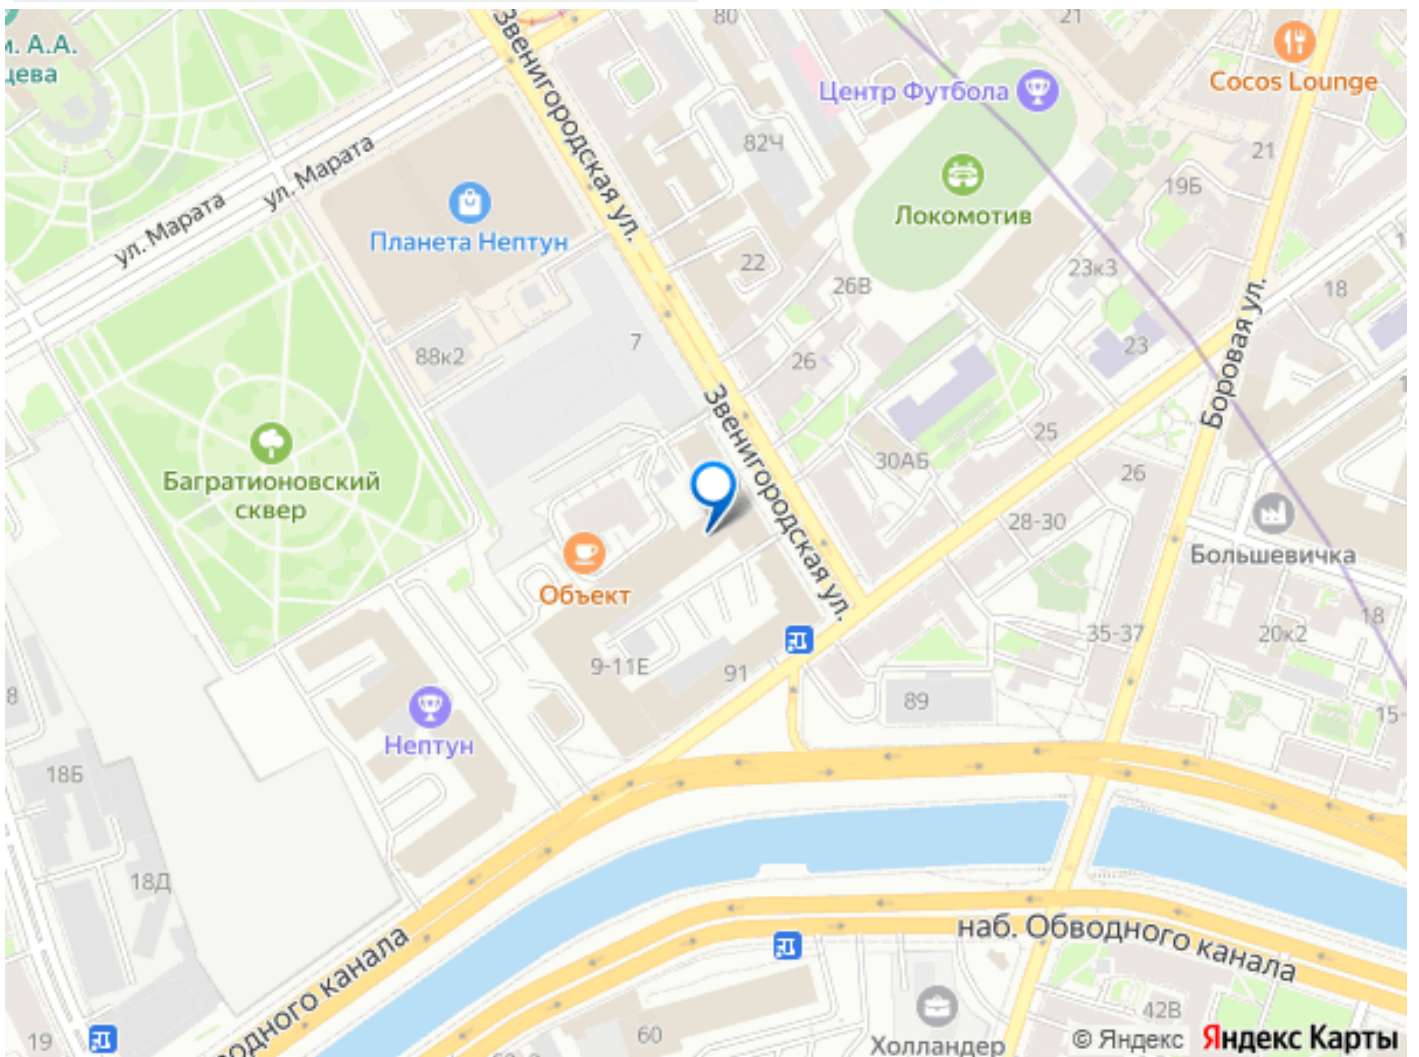 м. А.А.
цева
80
21
Cocos Lounge
Центр Футбола
82Ч
21
19Б
Звенигородская ул.
ул. Марата
ул. Марата
Локомотив
Планета Нептун
22
26В
23к3
18
7
88к2
26
23
Боровая ул.
Звенигородская ул.
Багратионовский
сквер
25
30АБ
26
28-30
Большевичка
Объект
18
35-37
20к2
9-11Е
91
89
15-
8
Нептун
18Б
18Д
наб. Обводного канала
водного канала
42В
19
60
Холландер
© Яндекс Яндекс Карты